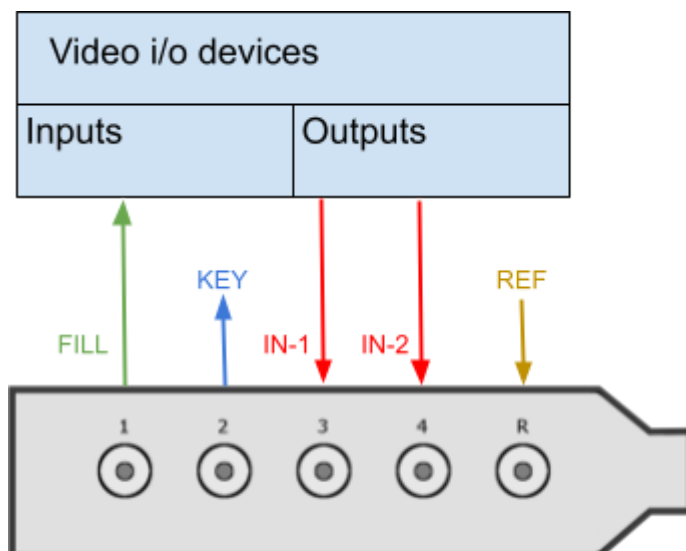 Video i/o devices
Inputs Outputs
KEY REF
FILL IN-1 IN-2
1 2 3 4 R